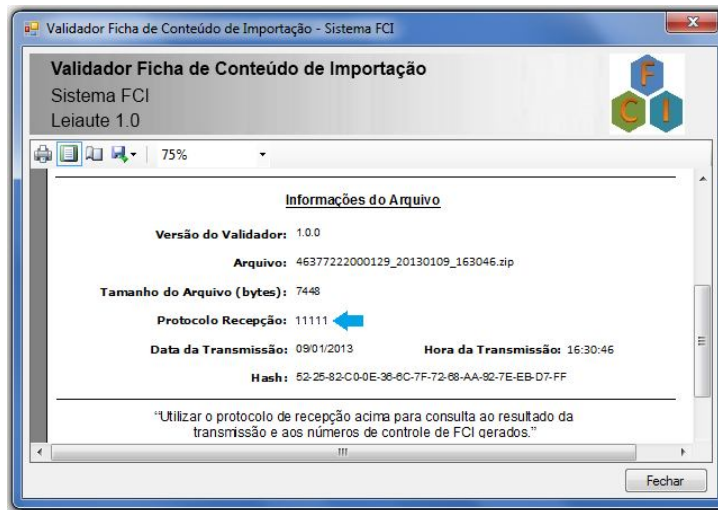 Validador Ficha de Conteúdo de Importação - Sistema FCI
Validador Ficha de Conteúdo de Importação
Sistema FCI
Leiaute 1.0
F
C I
75%
Informações do Arquivo
Versão do Validador: 1.0.0
Arquivo: 46377222000129_20130109_163046.zip
Tamanho do Arquivo (bytes): 7448
Protocolo Recepção: 11111
Data da Transmissão: 09/01/2013 Hora da Transmissão: 16:30:46
Hash: 52-25-82-C0-0E-36-6C-7F-72-68-AA-92-7E-EB-D7-FF
“Utilizar o protocolo de recepção acima para consulta ao resultado da
transmissão e aos números de controle de FCI gerados.”
Fechar